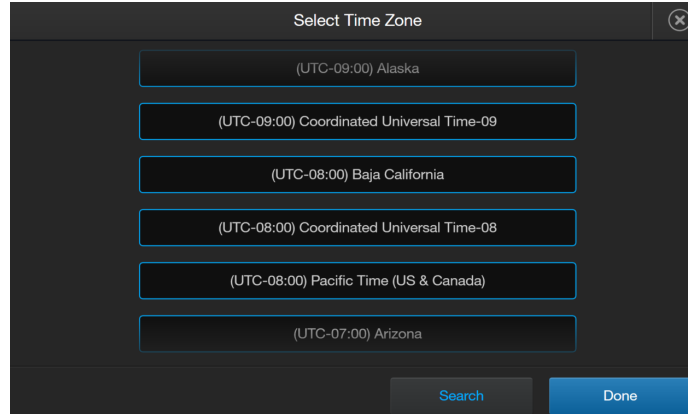 Select Time Zone
(UTC-09:00) Alaska
(UTC-09:00) Coordinated Universal Time-09
(UTC-08:00) Baja California
(UTC-08:00) Coordinated Universal Time-08
(UTC-08:00) Pacific Time (US & Canada)
(UTC-07:00) Arizona
Search
Done